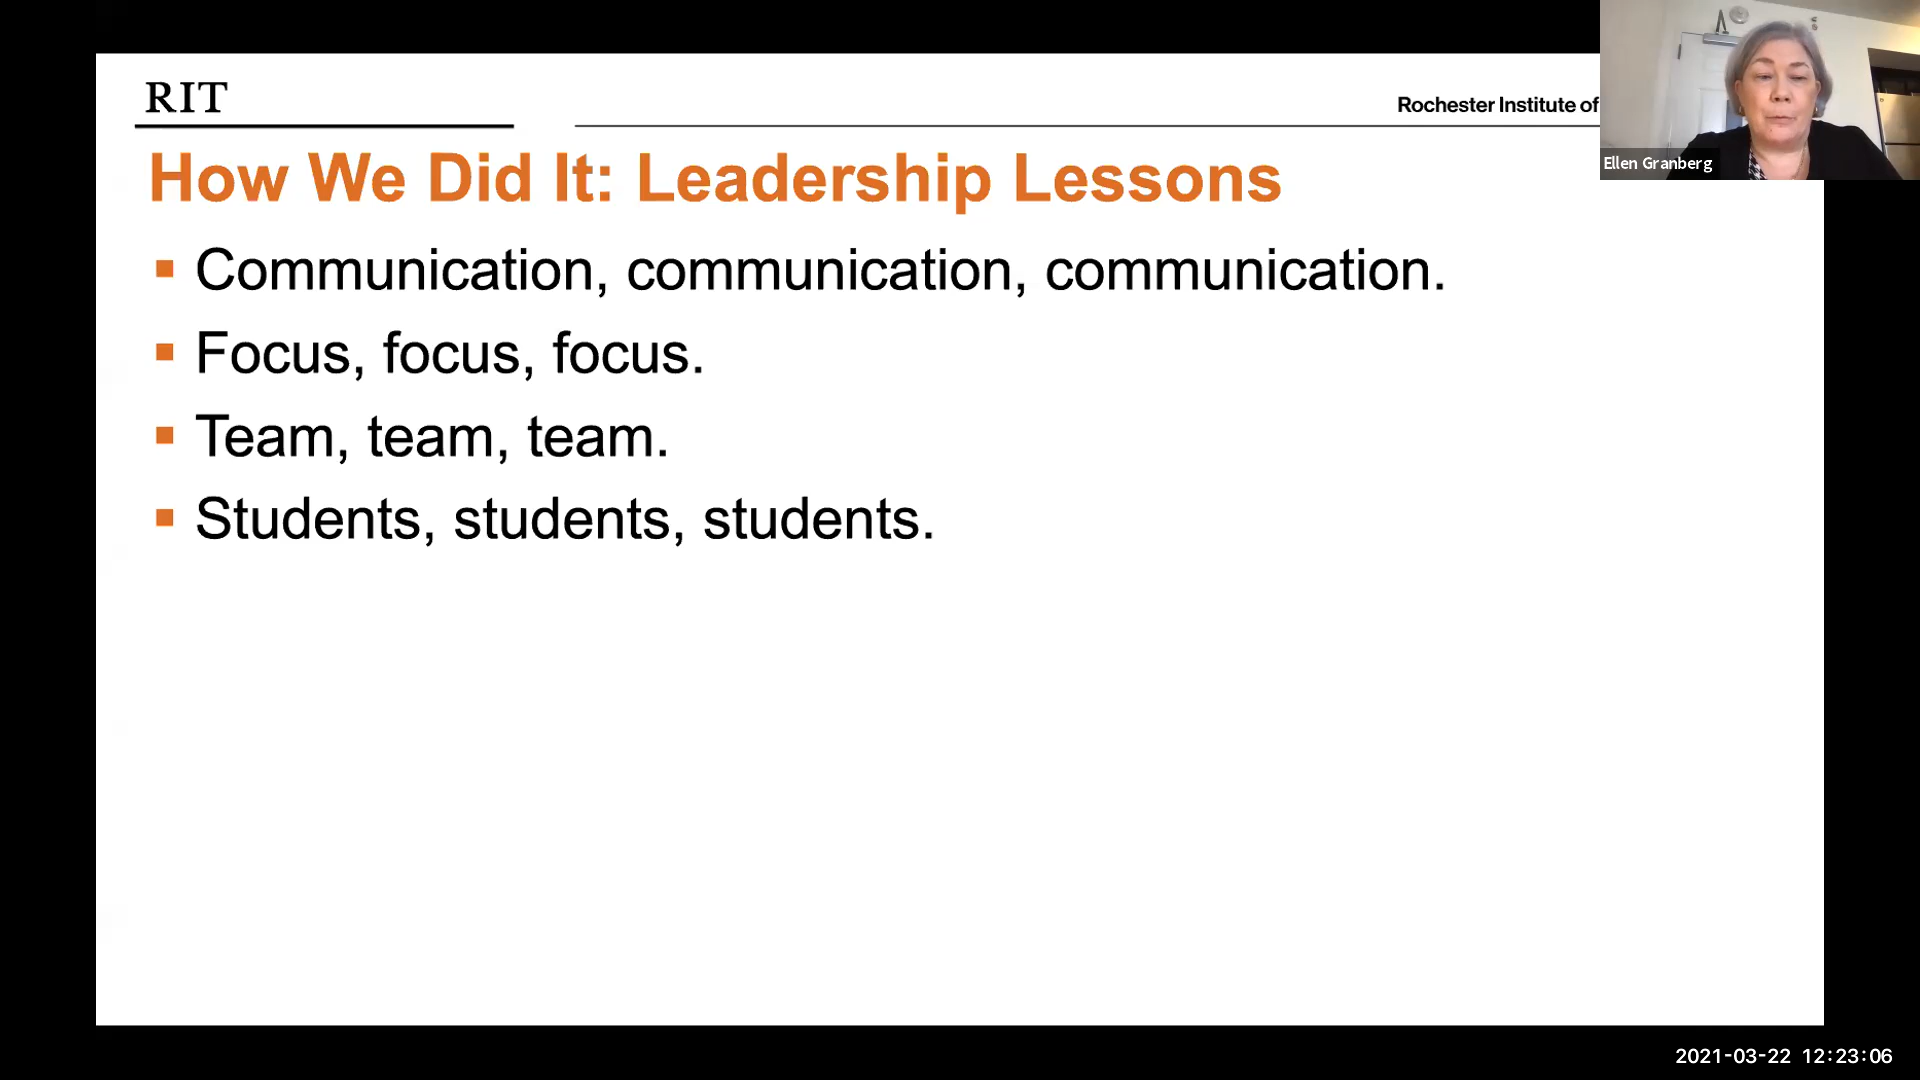 RIT
Rochester Institute of
Ellen Granberg
How We Did It: Leadership Lessons
Communication, communication, communication.
Focus, focus, focus.
Team, team, team.
Students, students, students.
2021-03-22 12:23:06